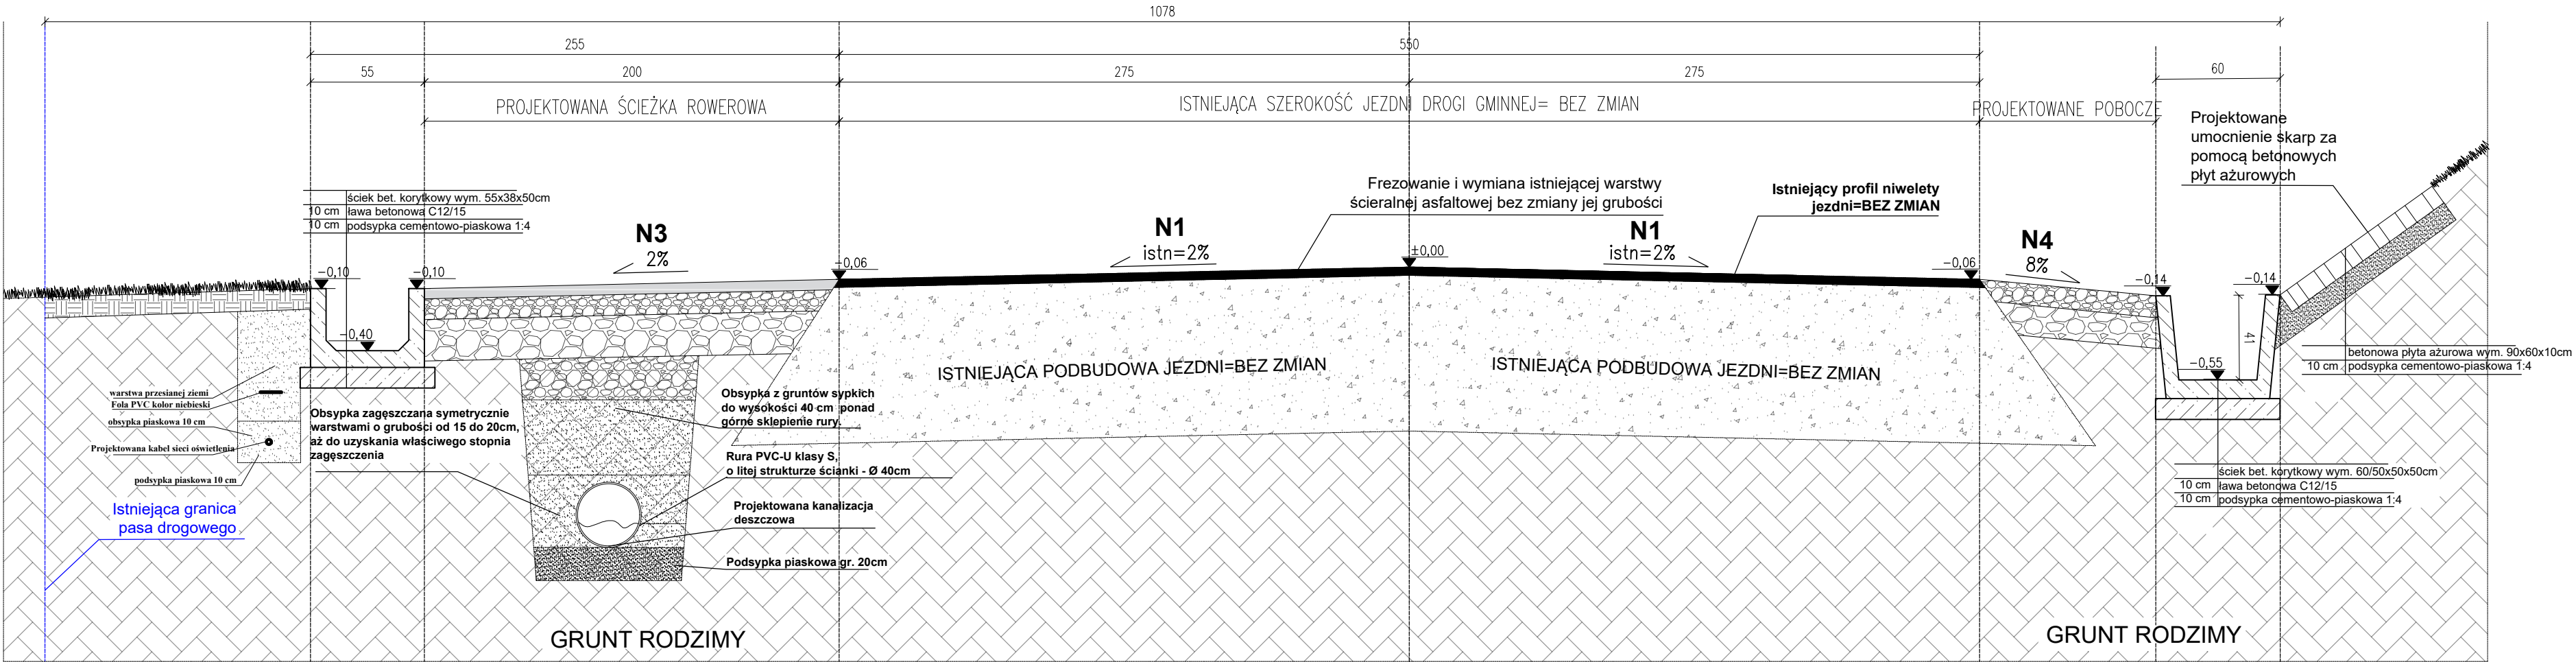 1078
255
550
55
200
275
275
60
PROJEKTOWANA ŚCIEŻKA ROWEROWA
ISTNIEJĄCA SZEROKOŚĆ JEZDNI DROGI GMINNEJ= BEZ ZMIAN
PROJEKTOWANE POBOCZE
Projektowane
umocnienie skarp za
pomocą betonowych
płyt ażurowych
ściek bet. korytkowy wym. 55x38x50cm
10 cm ława betonowa C12/15
10 cm podsypka cementowo-piaskowa 1:4
Frezowanie i wymiana istniejącej warstwy
ścieralnej asfaltowej bez zmiany jej grubości
Istniejący profil niwelety
jezdni=BEZ ZMIAN
N3
2%
N1
istn=2%
N1
istn=2%
N4
8%
-0,10
-0,10
-0,06
±0,00
-0,06
-0,14
-0,14
-0,40
-0,55
41
ISTNIEJĄCA PODBUDOWA JEZDNI=BEZ ZMIAN
ISTNIEJĄCA PODBUDOWA JEZDNI=BEZ ZMIAN
betonowa płyta ażurowa wym. 90x60x10cm
10 cm podsypka cementowo-piaskowa 1:4
warstwa przesianej ziemi
Fola PVC kolor niebieski
obsypka piaskowa 10 cm
Projektowana kabel sieci oświetlenia
podsypka piaskowa 10 cm
Obsypka zagęszczana symetrycznie
warstwami o grubości od 15 do 20cm,
aż do uzyskania właściwego stopnia
zagęszczenia
Obsypka z gruntów sypkich
do wysokości 40 cm ponad
górne sklepienie rury.
Rura PVC-U klasy S,
o litej strukturze ścianki - Ø 40cm
Projektowana kanalizacja
deszczowa
Podsypka piaskowa gr. 20cm
ściek bet. korytkowy wym. 60/50x50x50cm
10 cm ława betonowa C12/15
10 cm podsypka cementowo-piaskowa 1:4
Istniejąca granica
pasa drogowego
GRUNT RODZIMY
GRUNT RODZIMY